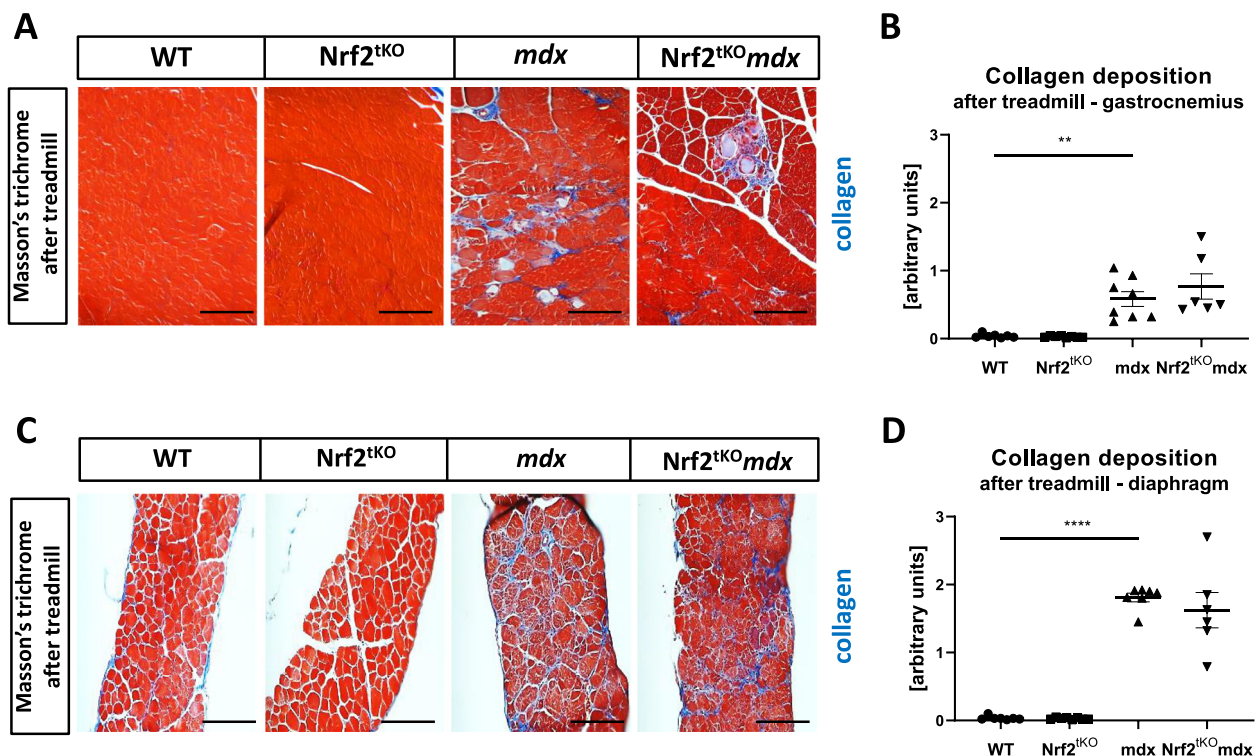 A
WT
Nrf2tKO
mdx
Nrf2tKOmdx
Masson's trichrome
after treadmill
collagen
B
Collagen deposition
after treadmill - gastrocnemius
[arbitrary units]
3
2
1
0
**
WT
Nrf2tKO
mdx
Nrf2tKOmdx
C
WT
Nrf2tKO
mdx
Nrf2tKOmdx
Masson's trichrome
after treadmill
collagen
D
Collagen deposition
after treadmill - diaphragm
[arbitrary units]
3
2
1
0
****
WT
Nrf2tKO
mdx
Nrf2tKOmdx